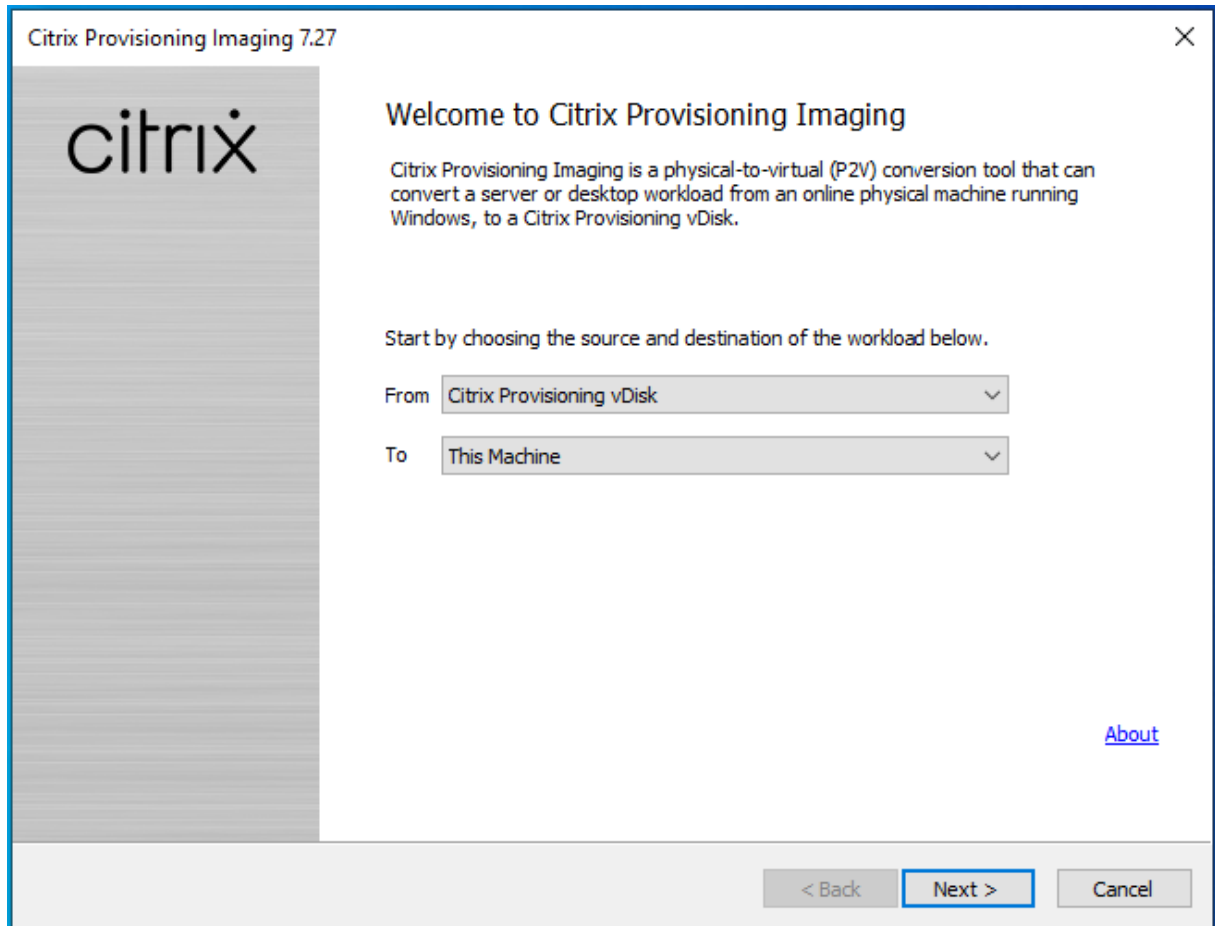 Citrix Provisioning Imaging 7.27
citrix
Welcome to Citrix Provisioning Imaging
Citrix Provisioning Imaging is a physical-to-virtual (P2V) conversion tool that can
convert a server or desktop workload from an online physical machine running
Windows, to a Citrix Provisioning vDisk.
Start by choosing the source and destination of the workload below.
From Citrix Provisioning vDisk
To This Machine
About
< Back Next > Cancel